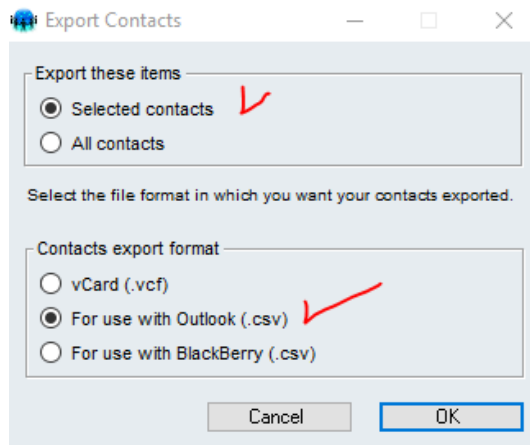 Export Contacts
Export these items
Selected contacts
All contacts
Select the file format in which you want your contacts exported.
Contacts export format
vCard (.vcf)
For use with Outlook (.csv)
For use with BlackBerry (.csv)
Cancel
OK